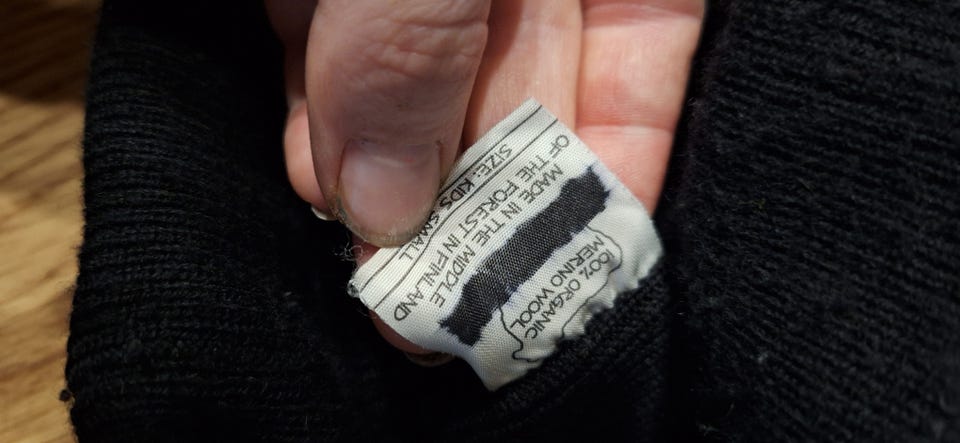 100% ORGANIC
MERINO WOOL
MADE IN THE MIDDLE
OF THE FOREST IN FINLAND
SIZE: KIDS SMALL